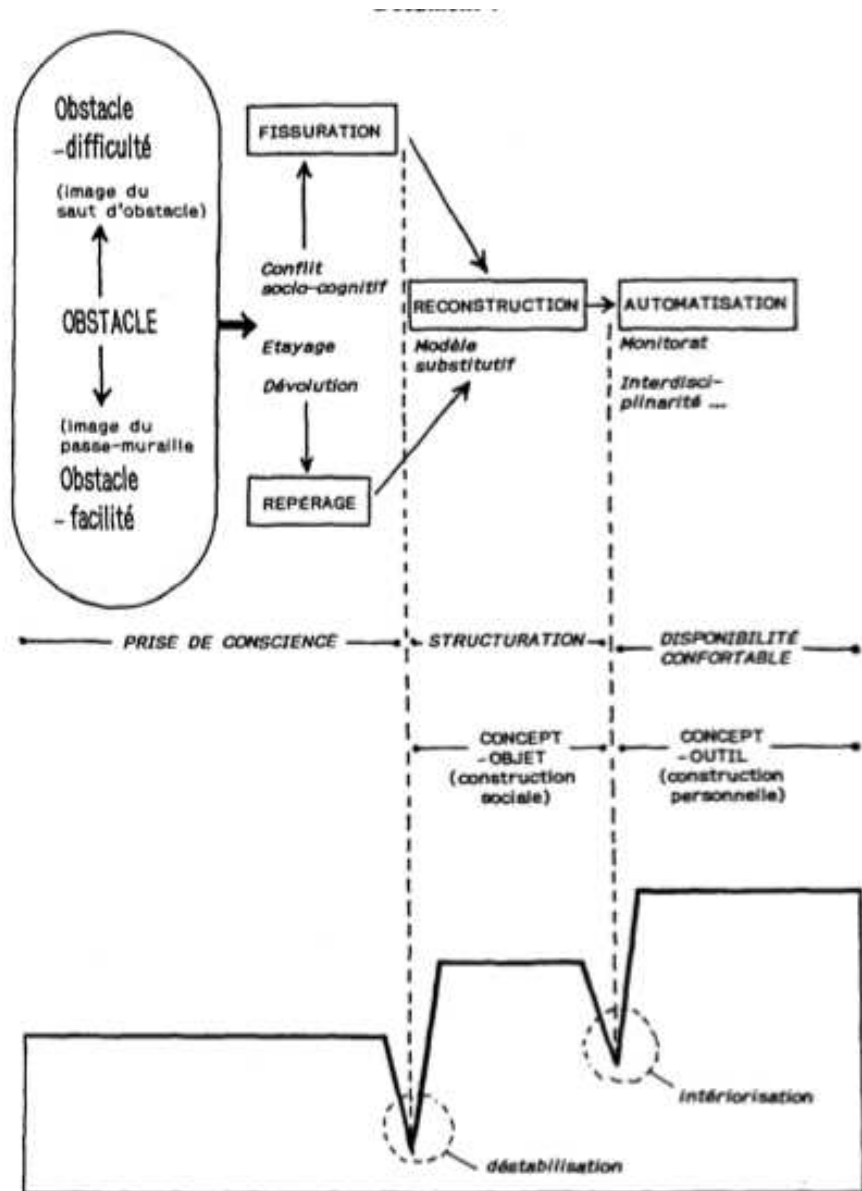 Obstacle
-difficulté
(image du
saut d'obstacle)
OBSTACLE
(image du
passe-muraille
Obstacle
- facilité
FISSURATION
Conflit
socio-cognitif
Etayage
Dévolution
REPÉRAGE
RECONSTRUCTION
Modèle
substitutif
AUTOMATISATION
Monitorat
Interdisci-
plinarité ...
PRISE DE CONSCIENCE
STRUCTURATION
DISPONIBILITÉ
CONFORTABLE
CONCEPT
-OBJET
(construction
sociale)
CONCEPT
-OUTIL
(construction
personnelle)
intériorisation
déstabilisation